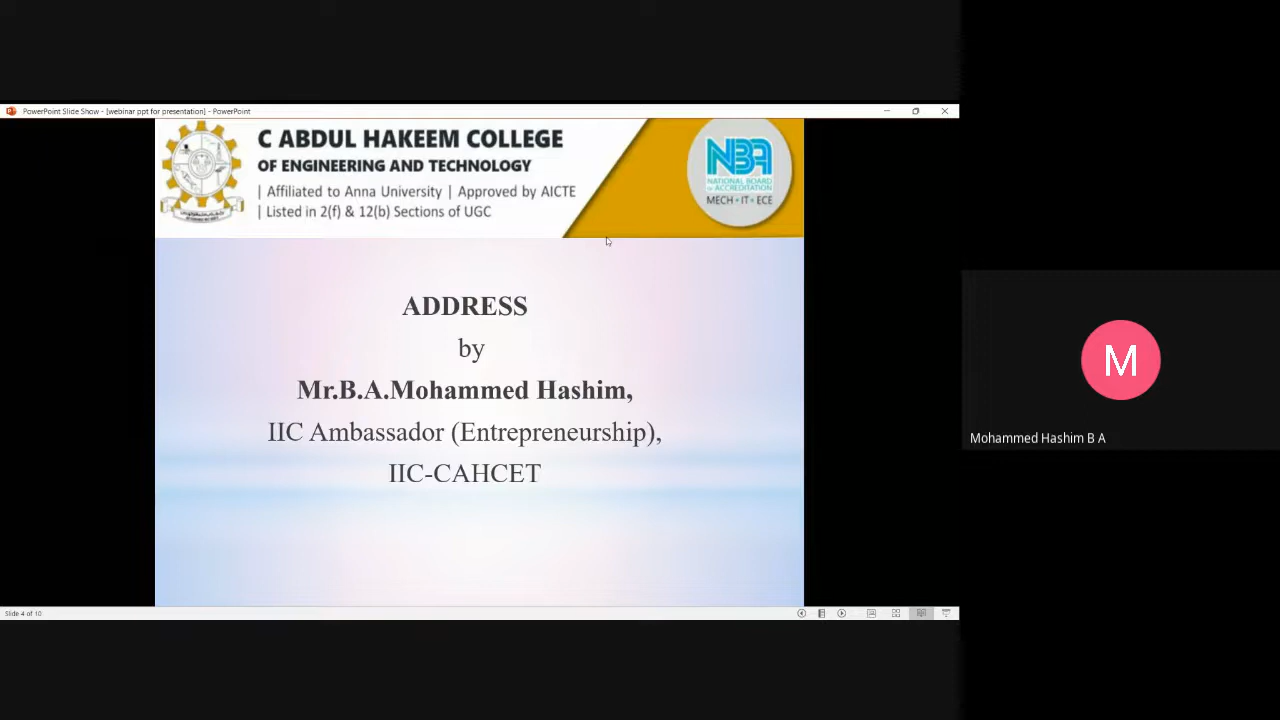 PowerPoint Slide Show - [webinar ppt for presentation] - PowerPoint
C ABDUL HAKEEM COLLEGE
OF ENGINEERING AND TECHNOLOGY
| Affiliated to Anna University | Approved by AICTE
| Listed in 2(f) & 12(b) Sections of UGC
NBA
NATIONAL BOARD
OF ACCREDITATION
MECH • IT • ECE
ADDRESS
by
Mr.B.A.Mohammed Hashim,
IIC Ambassador (Entrepreneurship),
IIC-CAHCET
M
Mohammed Hashim B A
Slide 4 of 10